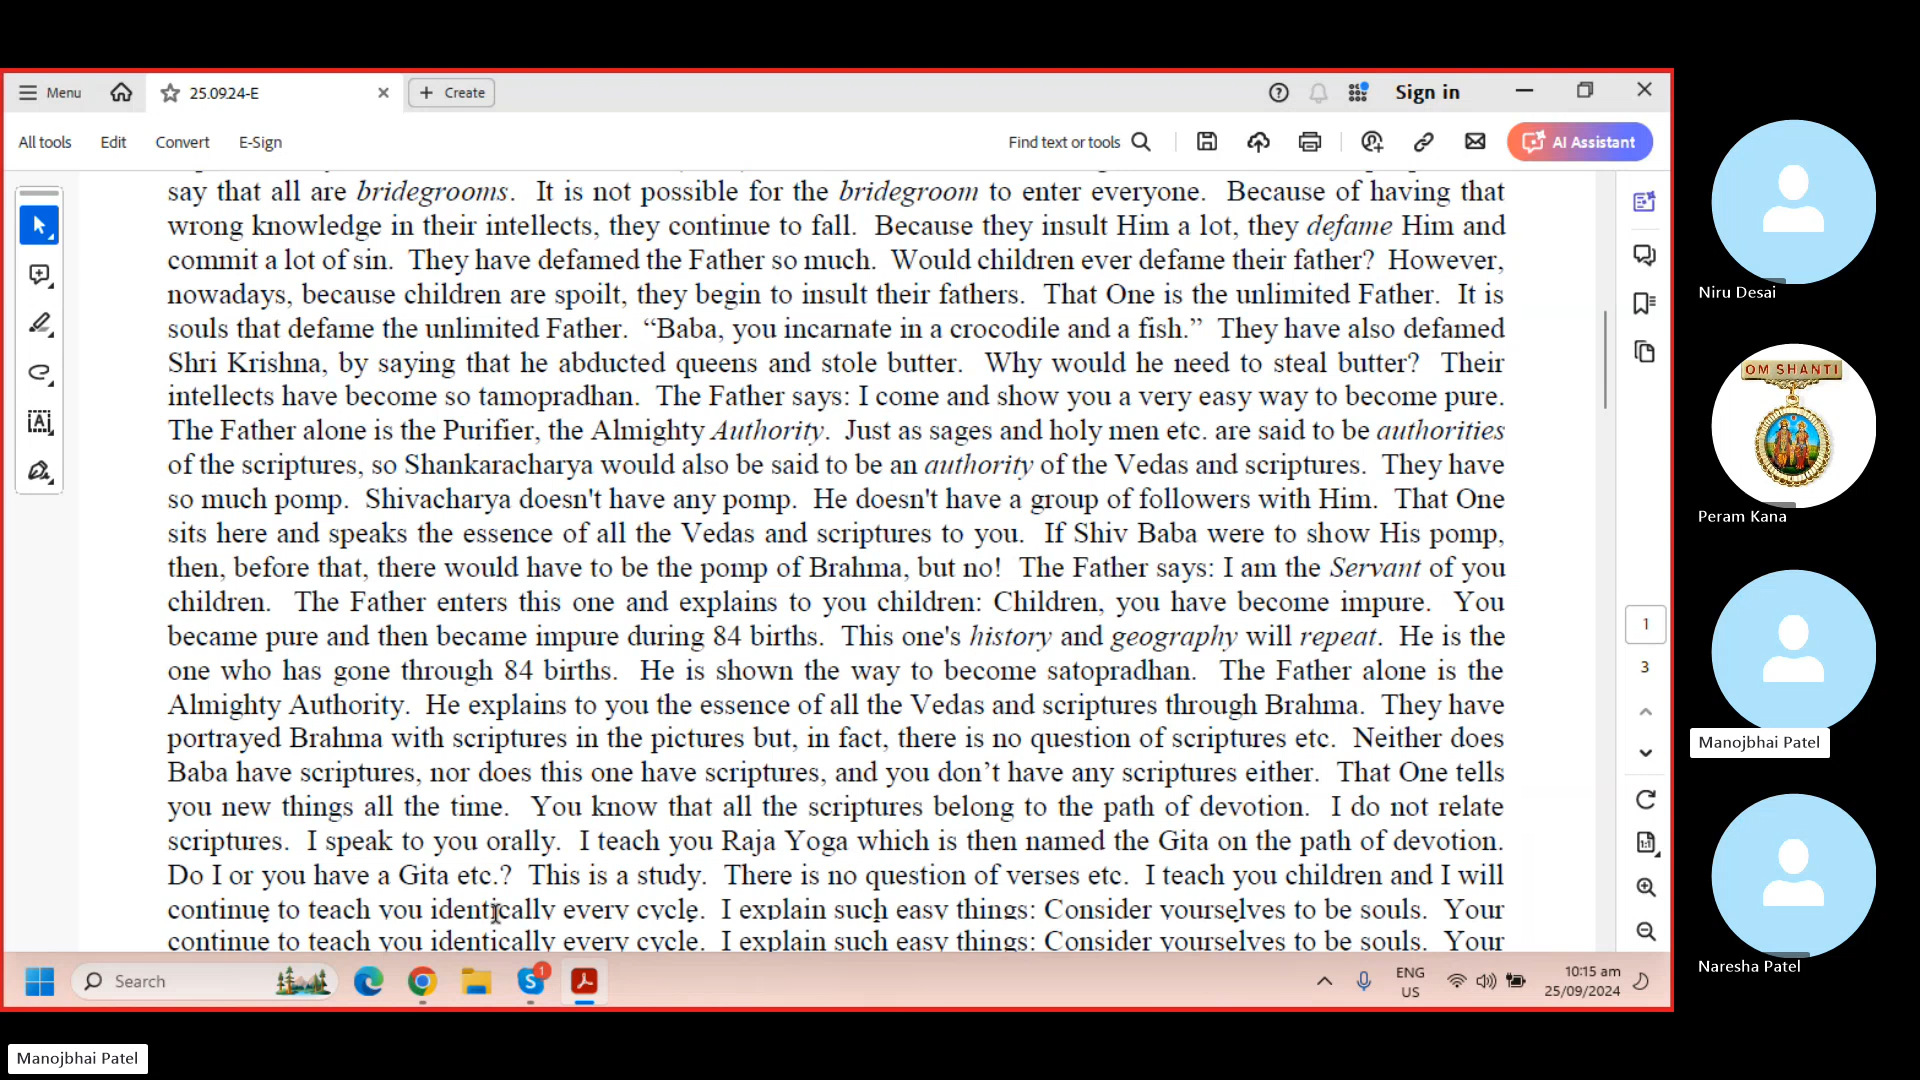 Menu
25.09.24-E
Create
Sign in
All tools
Edit
Convert
E-Sign
Find text or tools
AI Assistant
say that all are bridegrooms. It is not possible for the bridegroom to enter everyone. Because of having that
wrong knowledge in their intellects, they continue to fall. Because they insult Him a lot, they defame Him and
commit a lot of sin. They have defamed the Father so much. Would children ever defame their father? However,
nowadays, because children are spoilt, they begin to insult their fathers. That One is the unlimited Father. It is
souls that defame the unlimited Father. “Baba, you incarnate in a crocodile and a fish.” They have also defamed
Shri Krishna, by saying that he abducted queens and stole butter. Why would he need to steal butter? Their
intellects have become so tamopradhan. The Father says: I come and show you a very easy way to become pure.
The Father alone is the Purifier, the Almighty Authority. Just as sages and holy men etc. are said to be authorities
of the scriptures, so Shankaracharya would also be said to be an authority of the Vedas and scriptures. They have
so much pomp. Shivacharya doesn't have any pomp. He doesn't have a group of followers with Him. That One
sits here and speaks the essence of all the Vedas and scriptures to you. If Shiv Baba were to show His pomp,
then, before that, there would have to be the pomp of Brahma, but no! The Father says: I am the Servant of you
children. The Father enters this one and explains to you children: Children, you have become impure. You
became pure and then became impure during 84 births. This one's history and geography will repeat. He is the
one who has gone through 84 births. He is shown the way to become satopradhan. The Father alone is the
Almighty Authority. He explains to you the essence of all the Vedas and scriptures through Brahma. They have
portrayed Brahma with scriptures in the pictures but, in fact, there is no question of scriptures etc. Neither does
Baba have scriptures, nor does this one have scriptures, and you don’t have any scriptures either. That One tells
you new things all the time. You know that all the scriptures belong to the path of devotion. I do not relate
scriptures. I speak to you orally. I teach you Raja Yoga which is then named the Gita on the path of devotion.
Do I or you have a Gita etc.? This is a study. There is no question of verses etc. I teach you children and I will
continue to teach you identically every cycle. I explain such easy things: Consider yourselves to be souls. Your
continue to teach you identically every cycle. I explain such easy things: Consider yourselves to be souls. Your
1
3
Search
1
ENG
US
10:15 am
25/09/2024
Niru Desai
OM SHANTI
Peram Kana
Manojbhai Patel
Naresha Patel
Manojbhai Patel